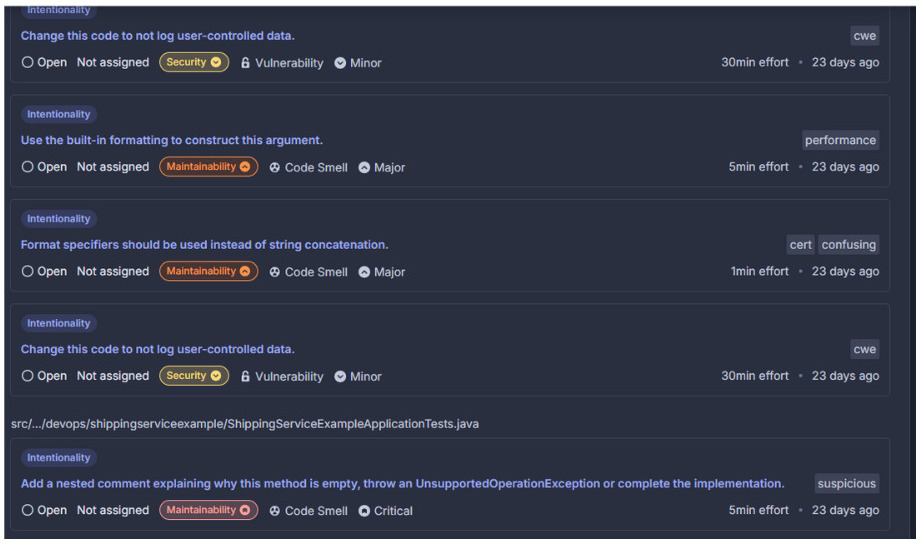 Intentionality
Change this code to not log user-controlled data. cwe
Open Not assigned Security Vulnerability Minor 30min effort • 23 days ago
Intentionality
Use the built-in formatting to construct this argument. performance
Open Not assigned Maintainability Code Smell Major 5min effort • 23 days ago
Intentionality
Format specifiers should be used instead of string concatenation. cert confusing
Open Not assigned Maintainability Code Smell Major 1min effort • 23 days ago
Intentionality
Change this code to not log user-controlled data. cwe
Open Not assigned Security Vulnerability Minor 30min effort • 23 days ago
src/.../devops/shippingserviceexample/ShippingServiceExampleApplicationTests.java
Intentionality
Add a nested comment explaining why this method is empty, throw an UnsupportedOperationException or complete the implementation. suspicious
Open Not assigned Maintainability Code Smell Critical 5min effort • 23 days ago